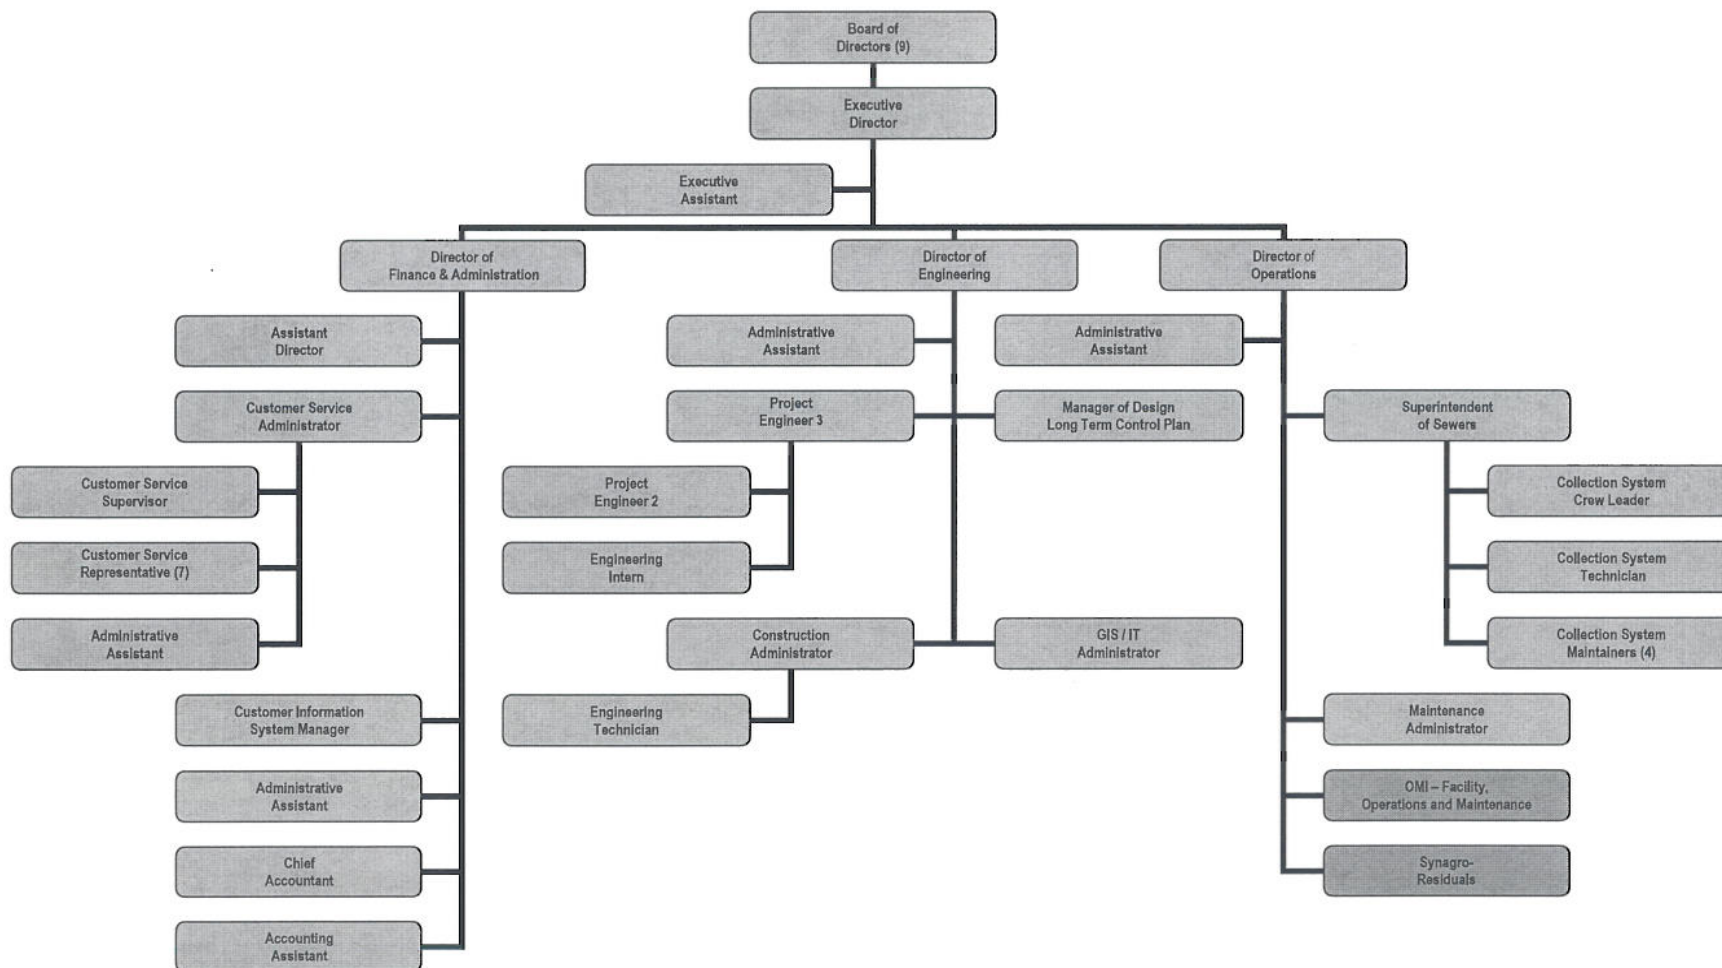 Board of
Directors (9)
Executive
Director
Executive
Assistant
Director of
Finance & Administration
Director of
Engineering
Director of
Operations
Assistant
Director
Administrative
Assistant
Administrative
Assistant
Customer Service
Administrator
Project
Engineer 3
Manager of Design
Long Term Control Plan
Superintendent
of Sewers
Customer Service
Supervisor
Project
Engineer 2
Collection System
Crew Leader
Customer Service
Representative (7)
Engineering
Intern
Collection System
Technician
Administrative
Assistant
Construction
Administrator
GIS / IT
Administrator
Collection System
Maintainers (4)
Customer Information
System Manager
Engineering
Technician
Maintenance
Administrator
Administrative
Assistant
OMI – Facility,
Operations and Maintenance
Chief
Accountant
Synagro-
Residuals
Accounting
Assistant